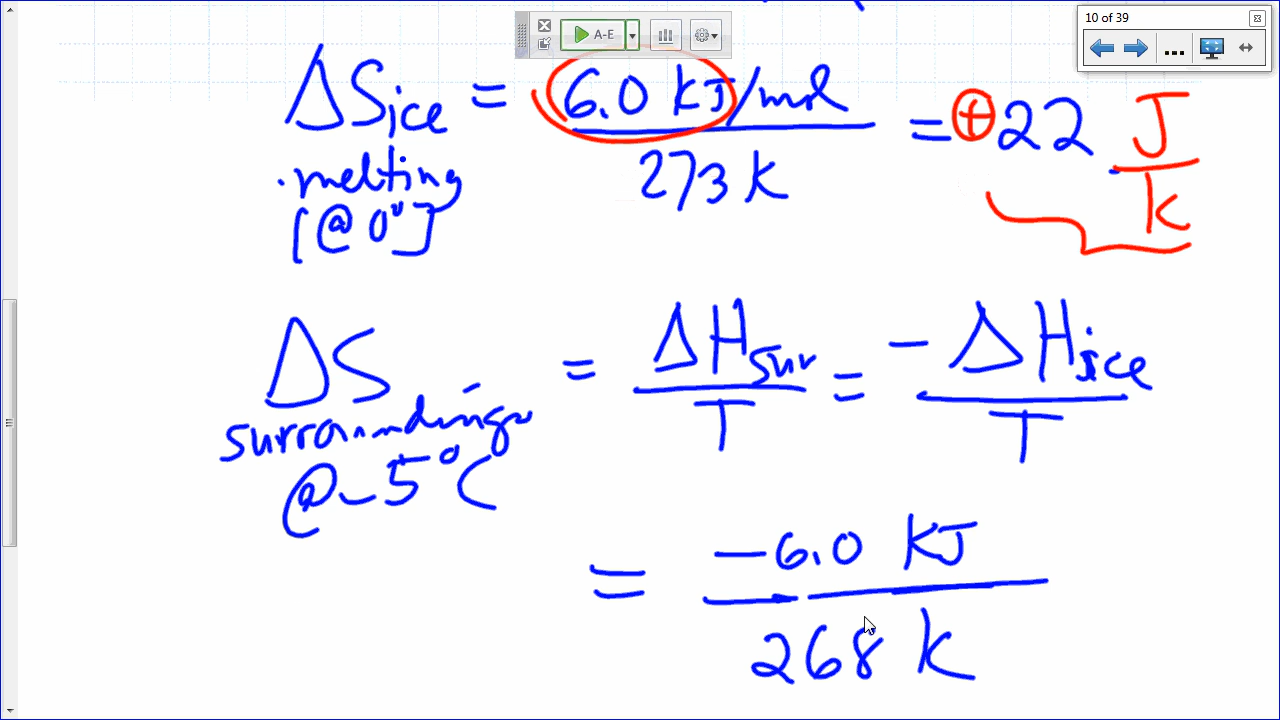 A-E
10 of 39
ΔSice = 6.0 KJ/mol / 273 K = ⊕22 J/K
melting
[@ 0°]
ΔS surroundings @ -5°C = ΔHsur / T = - ΔHice / T
= -6.0 KJ / 268 K